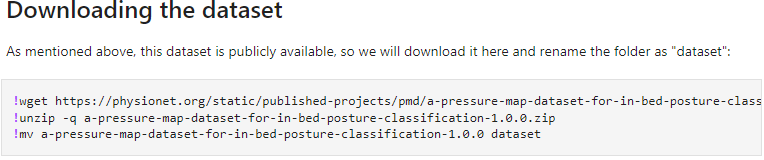 Downloading the dataset
As mentioned above, this dataset is publicly available, so we will download it here and rename the folder as "dataset":
!wget https://physionet.org/static/published-projects/pmd/a-pressure-map-dataset-for-in-bed-posture-class
!unzip -q a-pressure-map-dataset-for-in-bed-posture-classification-1.0.0.zip
!mv a-pressure-map-dataset-for-in-bed-posture-classification-1.0.0 dataset